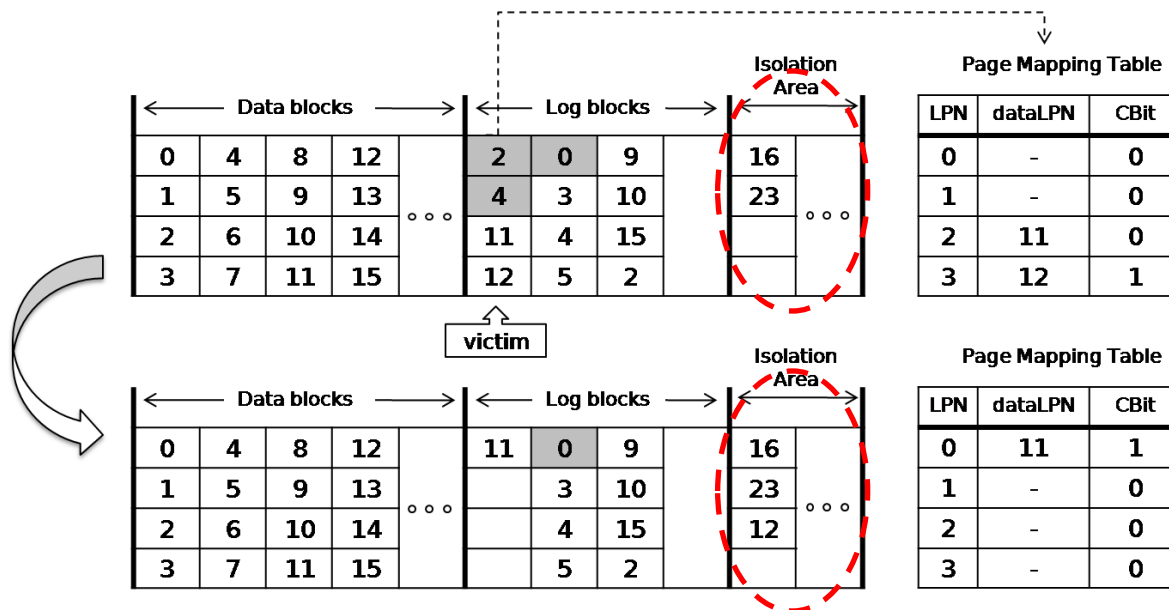 Isolation
Area
Page Mapping Table
Data blocks
Log blocks
LPN dataLPN CBit
0 4 8 12 2 0 9 16 0 - 0
1 5 9 13 4 3 10 23 1 - 0
2 6 10 14 11 4 15 2 11 0
3 7 11 15 12 5 2 3 12 1
victim
Isolation
Area
Page Mapping Table
Data blocks
Log blocks
LPN dataLPN CBit
0 4 8 12 11 0 9 16 0 11 1
1 5 9 13 3 10 23 1 - 0
2 6 10 14 4 15 12 2 - 0
3 7 11 15 5 2 3 - 0